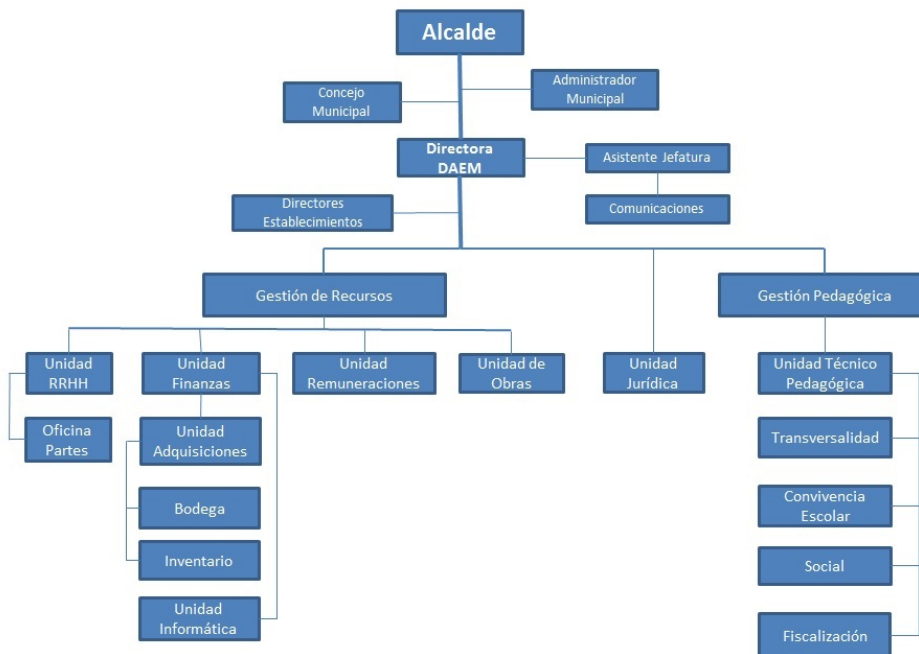 Alcalde
Concejo
Municipal
Administrador
Municipal
Directora
DAEM
Asistente Jefatura
Directores
Establecimientos
Comunicaciones
Gestión de Recursos
Gestión Pedagógica
Unidad
RRHH
Unidad
Finanzas
Unidad
Remuneraciones
Unidad de
Obras
Unidad
Jurídica
Unidad Técnico
Pedagógica
Oficina
Partes
Unidad
Adquisiciones
Transversalidad
Bodega
Convivencia
Escolar
Inventario
Social
Unidad
Informática
Fiscalización